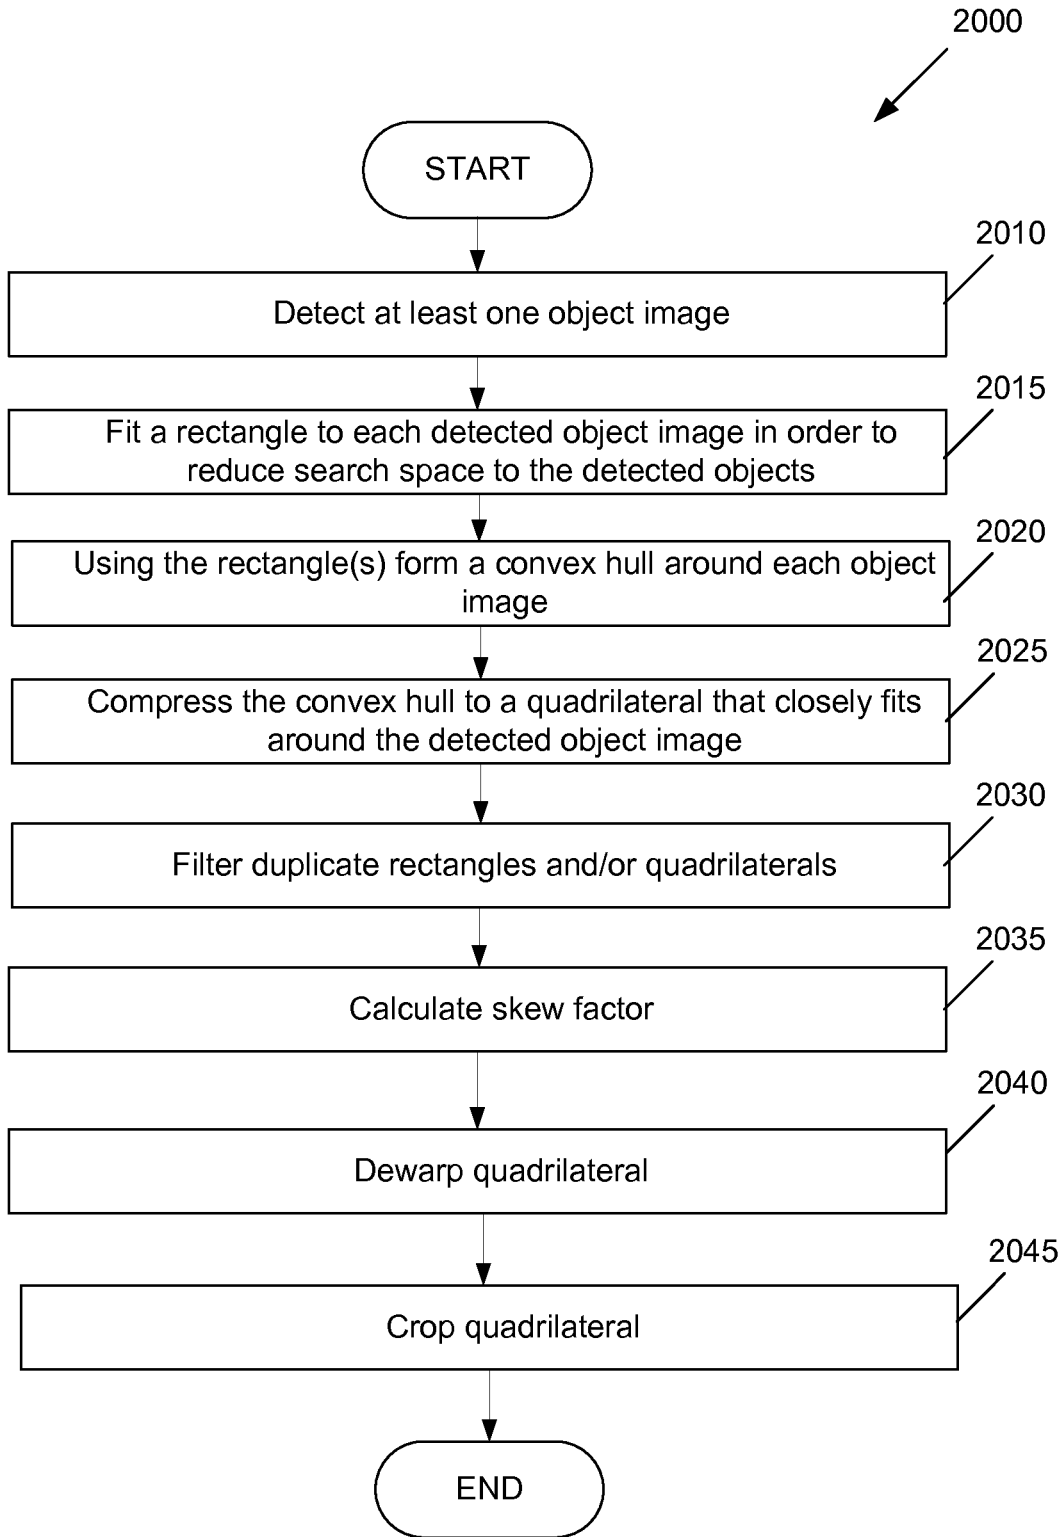 2000
START
2010
Detect at least one object image
2015
Fit a rectangle to each detected object image in order to
reduce search space to the detected objects
2020
Using the rectangle(s) form a convex hull around each object
image
2025
Compress the convex hull to a quadrilateral that closely fits
around the detected object image
2030
Filter duplicate rectangles and/or quadrilaterals
2035
Calculate skew factor
2040
Dewarp quadrilateral
2045
Crop quadrilateral
END